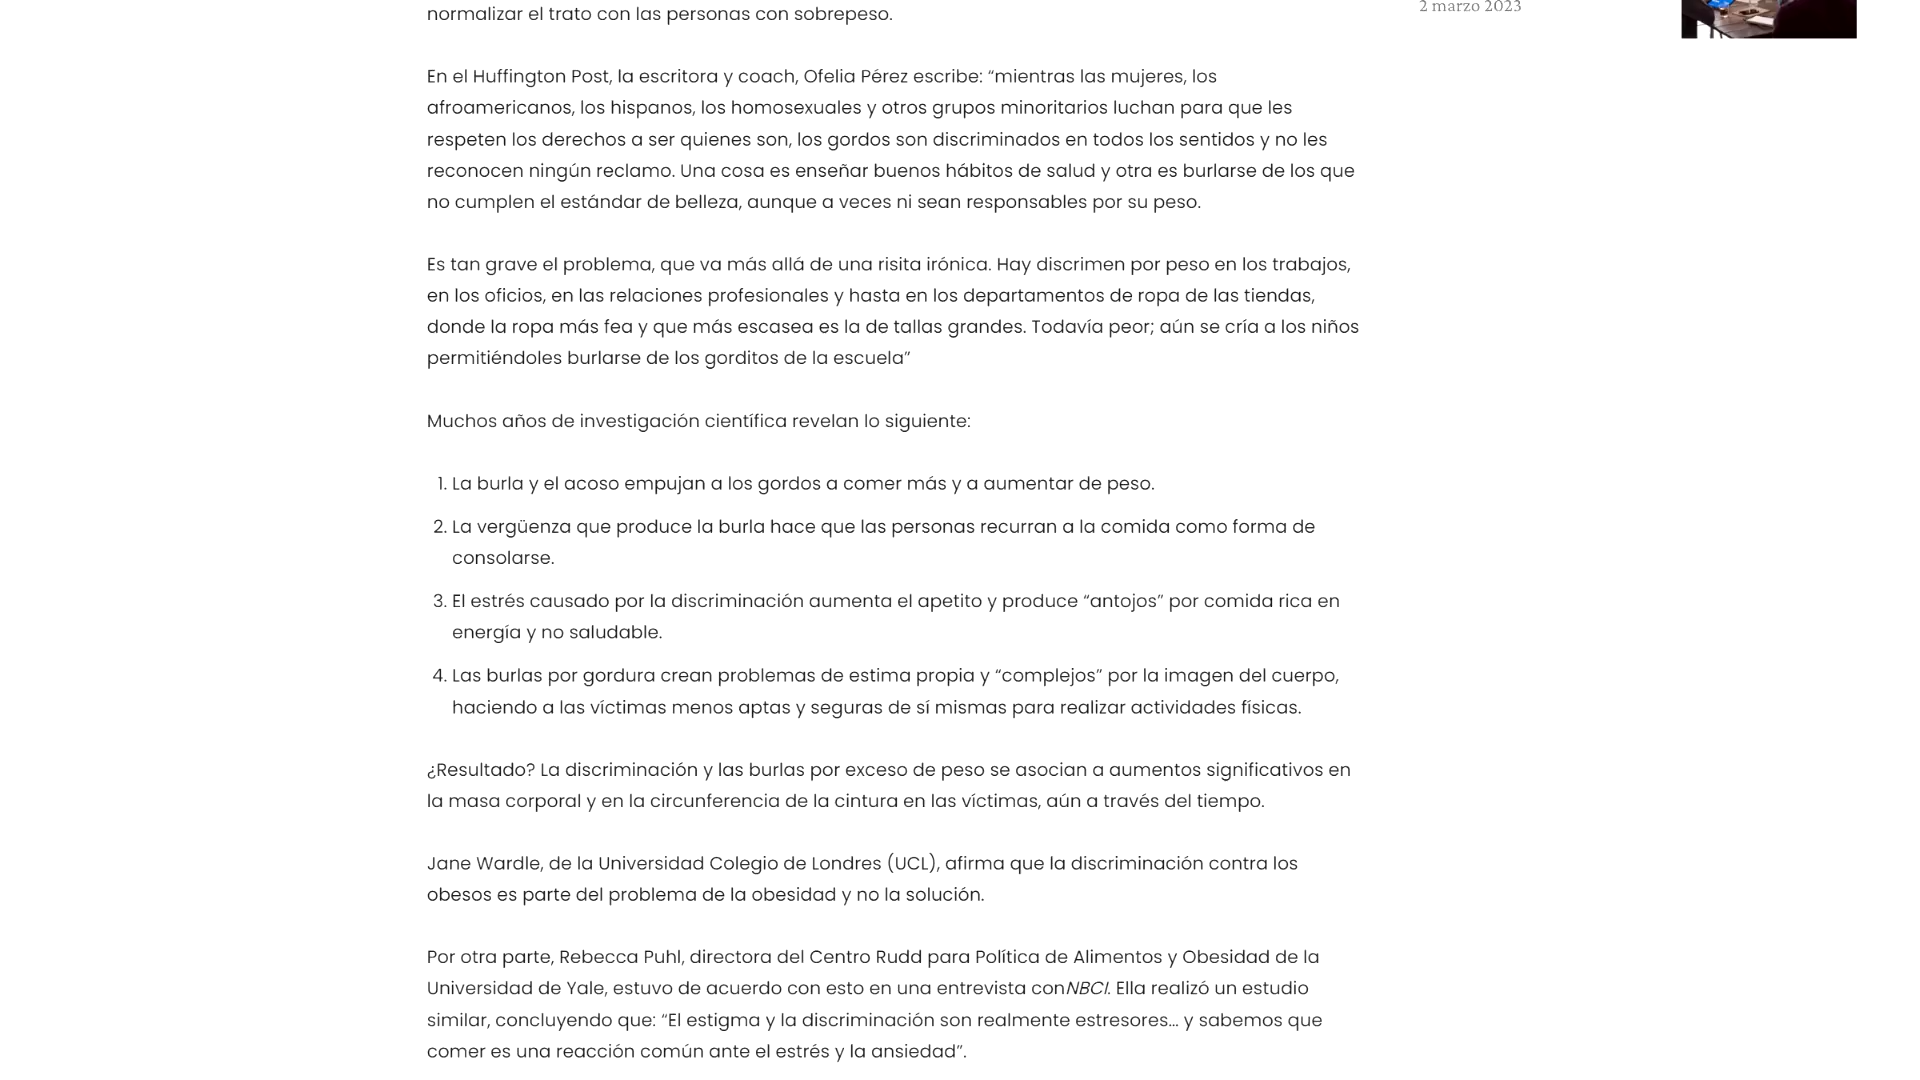 normalizar el trato con las personas con sobrepeso.
2 marzo 2023
En el Huffington Post, la escritora y coach, Ofelia Pérez escribe: “mientras las mujeres, los
afroamericanos, los hispanos, los homosexuales y otros grupos minoritarios luchan para que les
respeten los derechos a ser quienes son, los gordos son discriminados en todos los sentidos y no les
reconocen ningún reclamo. Una cosa es enseñar buenos hábitos de salud y otra es burlarse de los que
no cumplen el estándar de belleza, aunque a veces ni sean responsables por su peso.
Es tan grave el problema, que va más allá de una risita irónica. Hay discrimen por peso en los trabajos,
en los oficios, en las relaciones profesionales y hasta en los departamentos de ropa de las tiendas,
donde la ropa más fea y que más escasea es la de tallas grandes. Todavía peor; aún se cría a los niños
permitiéndoles burlarse de los gorditos de la escuela”
Muchos años de investigación científica revelan lo siguiente:
1. La burla y el acoso empujan a los gordos a comer más y a aumentar de peso.
2. La vergüenza que produce la burla hace que las personas recurran a la comida como forma de
consolarse.
3. El estrés causado por la discriminación aumenta el apetito y produce “antojos” por comida rica en
energía y no saludable.
4. Las burlas por gordura crean problemas de estima propia y “complejos” por la imagen del cuerpo,
haciendo a las víctimas menos aptas y seguras de sí mismas para realizar actividades físicas.
¿Resultado? La discriminación y las burlas por exceso de peso se asocian a aumentos significativos en
la masa corporal y en la circunferencia de la cintura en las víctimas, aún a través del tiempo.
Jane Wardle, de la Universidad Colegio de Londres (UCL), afirma que la discriminación contra los
obesos es parte del problema de la obesidad y no la solución.
Por otra parte, Rebecca Puhl, directora del Centro Rudd para Política de Alimentos y Obesidad de la
Universidad de Yale, estuvo de acuerdo con esto en una entrevista conNBCI. Ella realizó un estudio
similar, concluyendo que: “El estigma y la discriminación son realmente estresores... y sabemos que
comer es una reacción común ante el estrés y la ansiedad”.